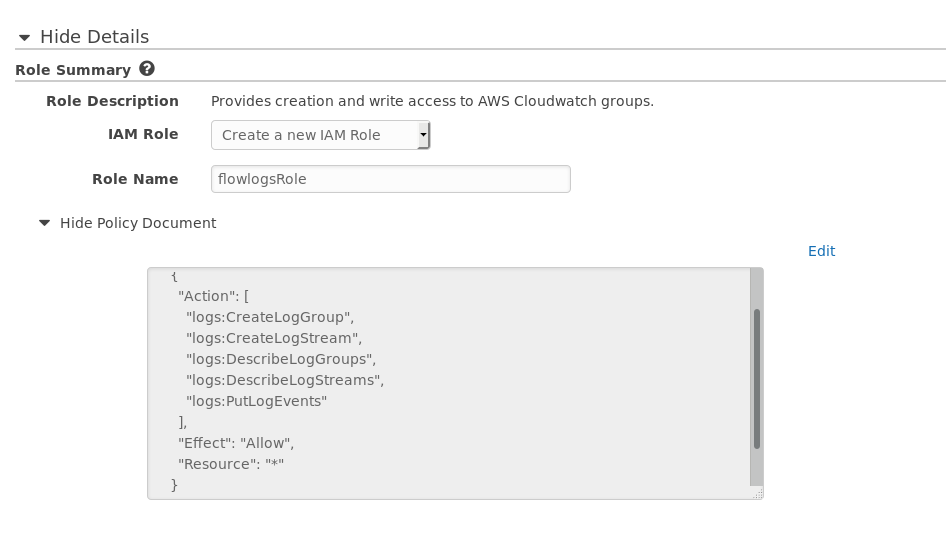 Hide Details
Role Summary ?
Role Description Provides creation and write access to AWS Cloudwatch groups.
IAM Role Create a new IAM Role
Role Name flowlogsRole
Hide Policy Document
Edit
{
"Action": [
"logs:CreateLogGroup",
"logs:CreateLogStream",
"logs:DescribeLogGroups",
"logs:DescribeLogStreams",
"logs:PutLogEvents"
],
"Effect": "Allow",
"Resource": "*"
}